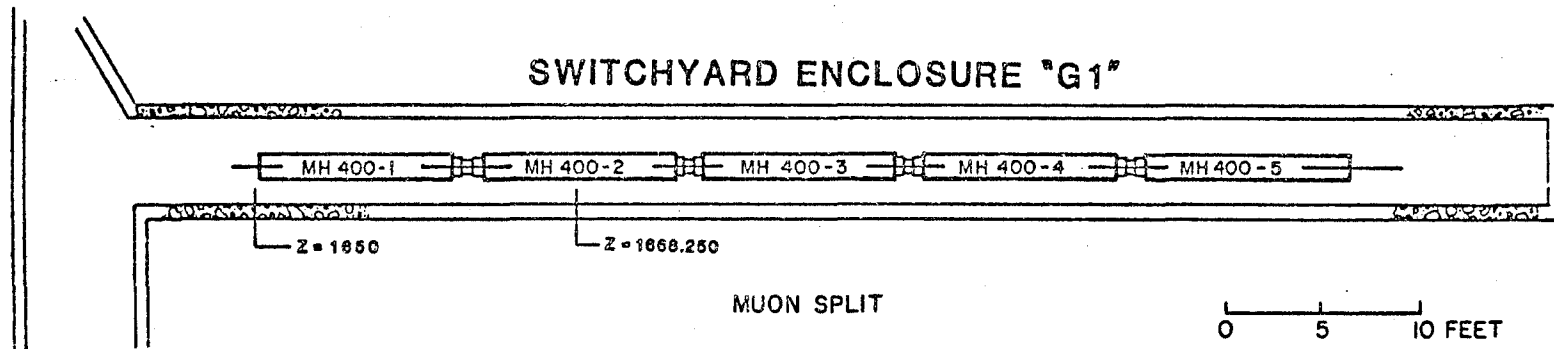 SWITCHYARD ENCLOSURE "G1"
MH 400-1 MH 400-2 MH 400-3 MH 400-4 MH 400-5
Z = 1650 Z = 1666.250
MUON SPLIT
0 5 10 FEET